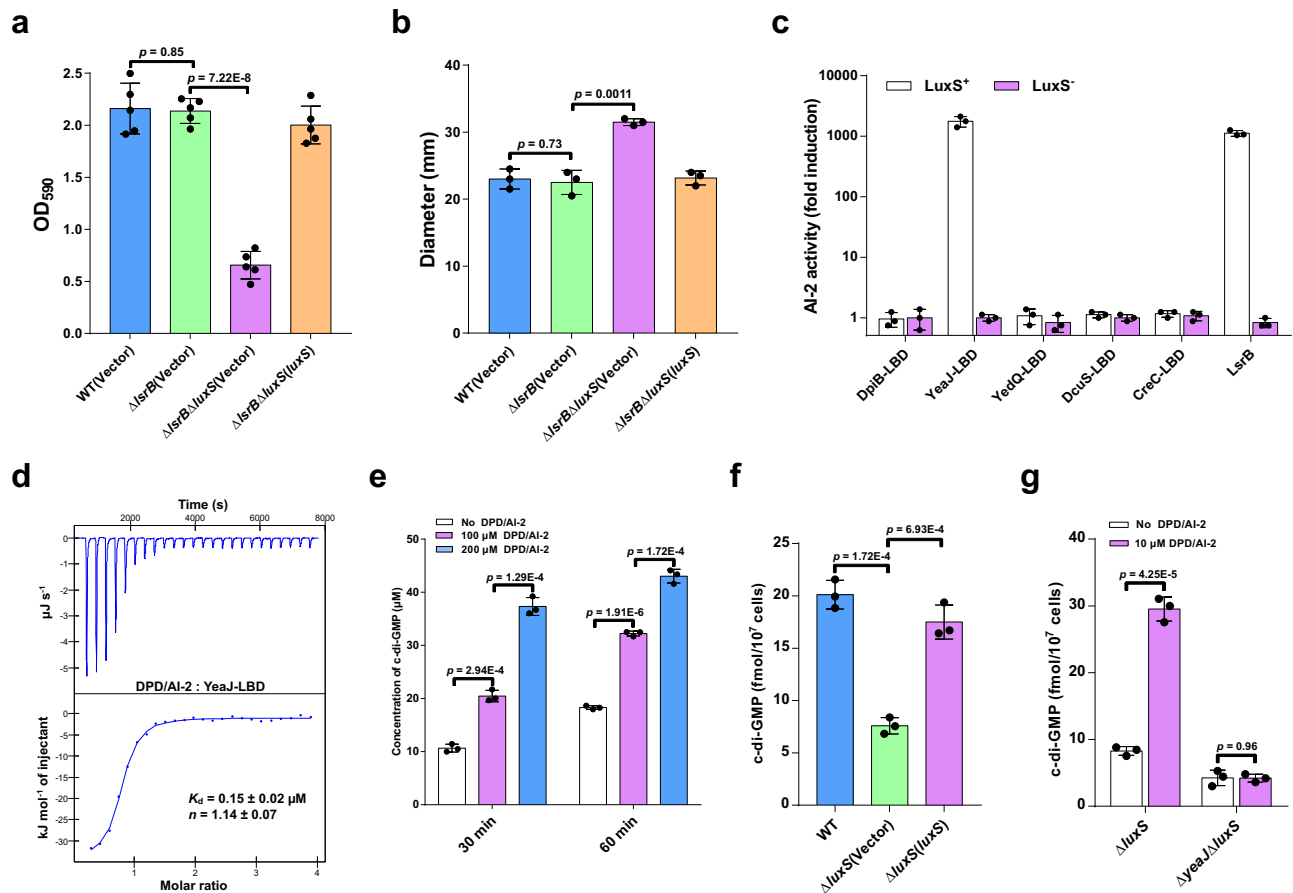 a
p = 0.85
p = 7.22E-8
OD590
2.5
2.0
1.5
1.0
0.5
0.0
WT(Vector)
ΔlsrB(Vector)
ΔlsrBΔluxS(Vector)
ΔlsrBΔluxS(luxS)
b
p = 0.0011
p = 0.73
Diameter (mm)
40
30
20
10
0
WT(Vector)
ΔlsrB(Vector)
ΔlsrBΔluxS(Vector)
ΔlsrBΔluxS(luxS)
c
LuxS+
LuxS-
AI-2 activity (fold induction)
10000
1000
100
10
1
DpiB-LBD
YeaJ-LBD
YedQ-LBD
DcuS-LBD
CreC-LBD
LsrB
d
Time (s)
2000 4000 6000 8000
µJ s-1
0
-1
-2
-3
-4
-5
DPD/AI-2 : YeaJ-LBD
kJ mol-1 of injectant
0
-5
-10
-15
-20
-25
-30
Kd = 0.15 ± 0.02 µM
n = 1.14 ± 0.07
1 2 3 4
Molar ratio
e
No DPD/AI-2
100 µM DPD/AI-2
200 µM DPD/AI-2
p = 1.72E-4
p = 1.29E-4
p = 1.91E-6
p = 2.94E-4
Concentration of c-di-GMP (µM)
50
40
30
20
10
0
30 min
60 min
f
p = 6.93E-4
p = 1.72E-4
c-di-GMP (fmol/107 cells)
25
20
15
10
5
0
WT
ΔluxS(Vector)
ΔluxS(luxS)
g
No DPD/AI-2
10 µM DPD/AI-2
p = 4.25E-5
p = 0.96
c-di-GMP (fmol/107 cells)
40
30
20
10
0
ΔluxS
ΔyeaJΔluxS